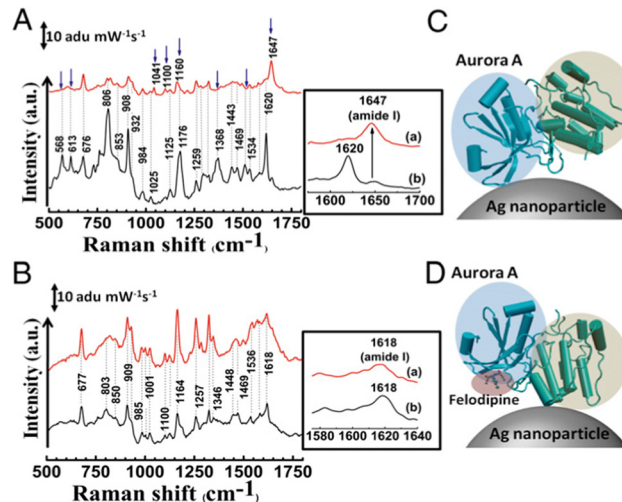 A
10 adu mW⁻¹s⁻¹
Intensity (a.u.)
568
613
676
806
853
908
932
984
1025
1041
1100
1125
1160
1176
1259
1368
1443
1469
1534
1620
1647
500 750 1000 1250 1500 1750
Raman shift (cm⁻¹)
1647
(amide I)
(a)
1620
(b)
1600 1650 1700
C
Aurora A
Ag nanoparticle
B
10 adu mW⁻¹s⁻¹
Intensity (a.u.)
677
803
850
909
985
1001
1100
1164
1257
1346
1448
1469
1536
1618
500 750 1000 1250 1500 1750
Raman shift (cm⁻¹)
1618
(amide I)
(a)
1618
(b)
1580 1600 1620 1640
D
Aurora A
Felodipine
Ag nanoparticle